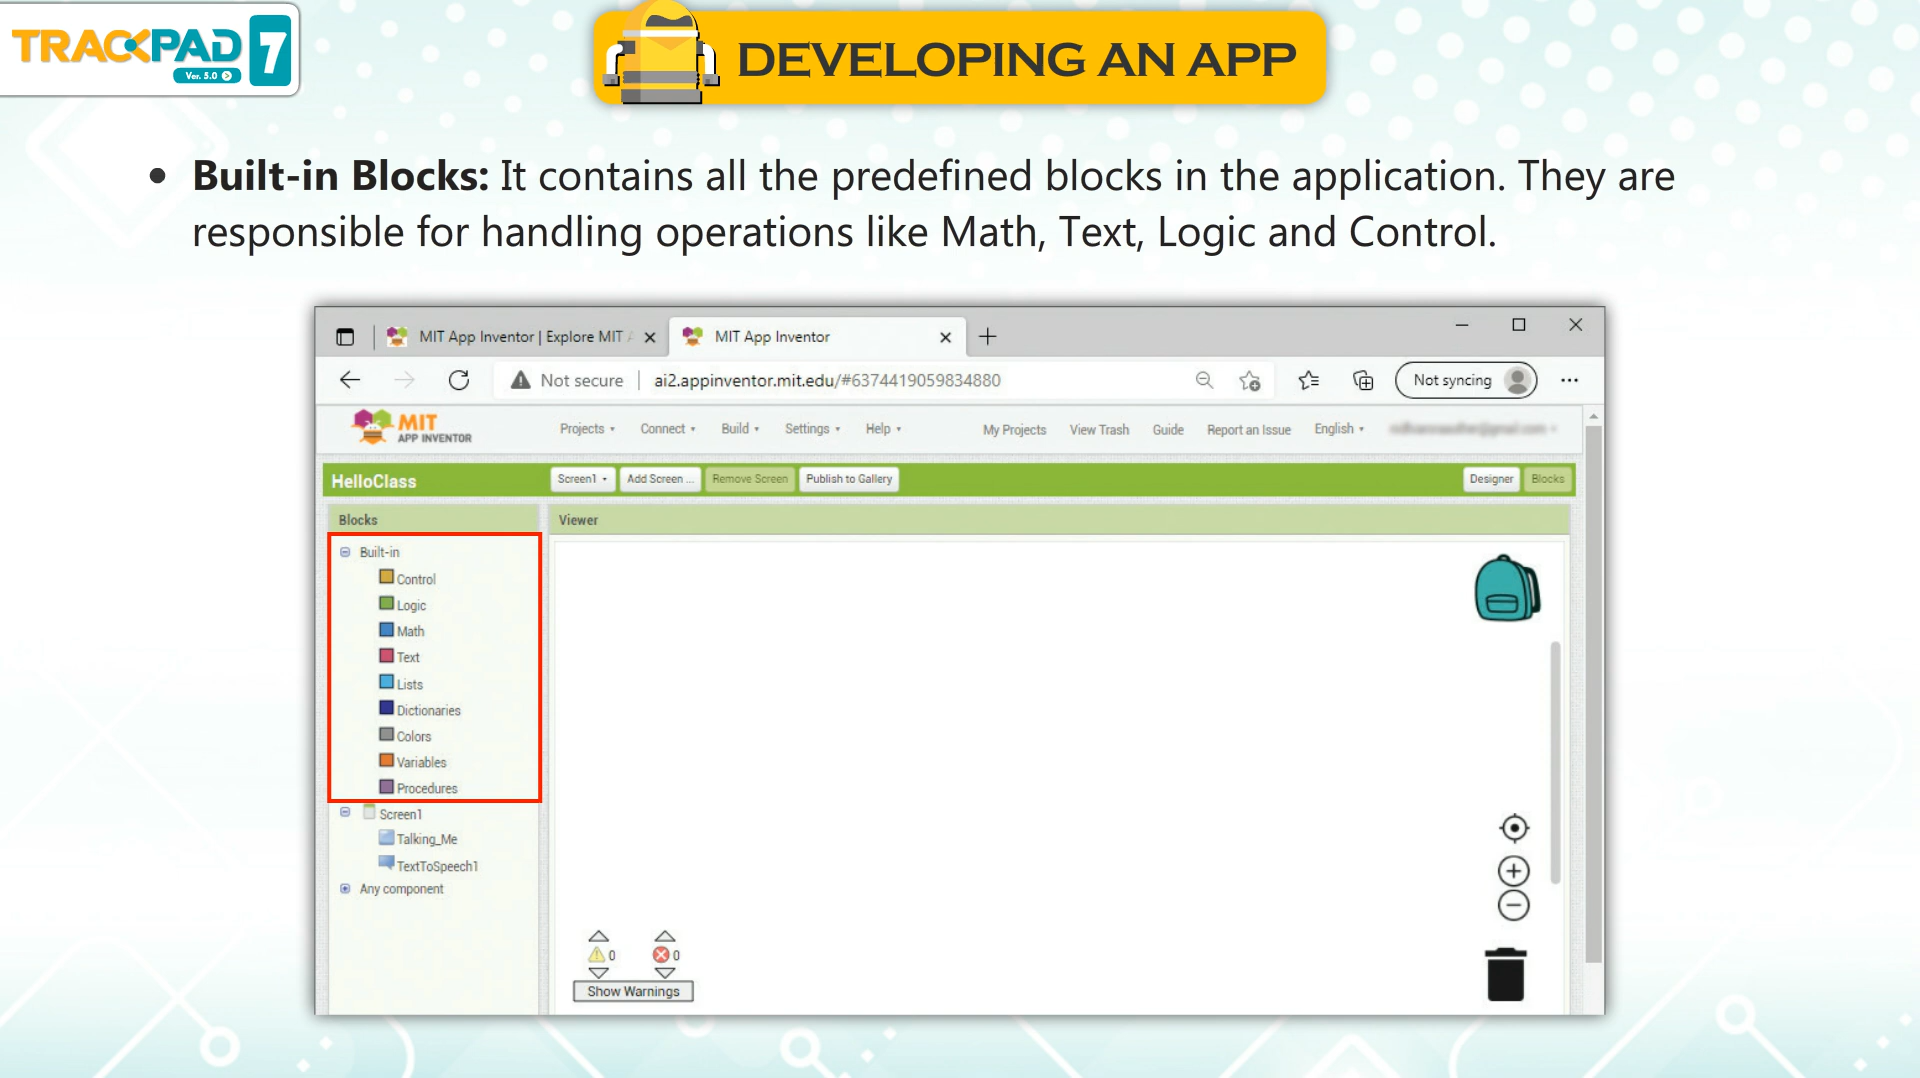 TRACKPAD
Ver. 5.0
7
DEVELOPING AN APP
• Built-in Blocks: It contains all the predefined blocks in the application. They are
responsible for handling operations like Math, Text, Logic and Control.
MIT App Inventor | Explore MIT
MIT App Inventor
Not secure
ai2.appinventor.mit.edu/#6374419059834880
Not syncing
MIT
APP INVENTOR
Projects
Connect
Build
Settings
Help
My Projects
View Trash
Guide
Report an Issue
English
HelloClass
Screen1
Add Screen ...
Remove Screen
Publish to Gallery
Designer
Blocks
Blocks
Viewer
Built-in
Control
Logic
Math
Text
Lists
Dictionaries
Colors
Variables
Procedures
Screen1
Talking_Me
TextToSpeech1
Any component
0
0
Show Warnings